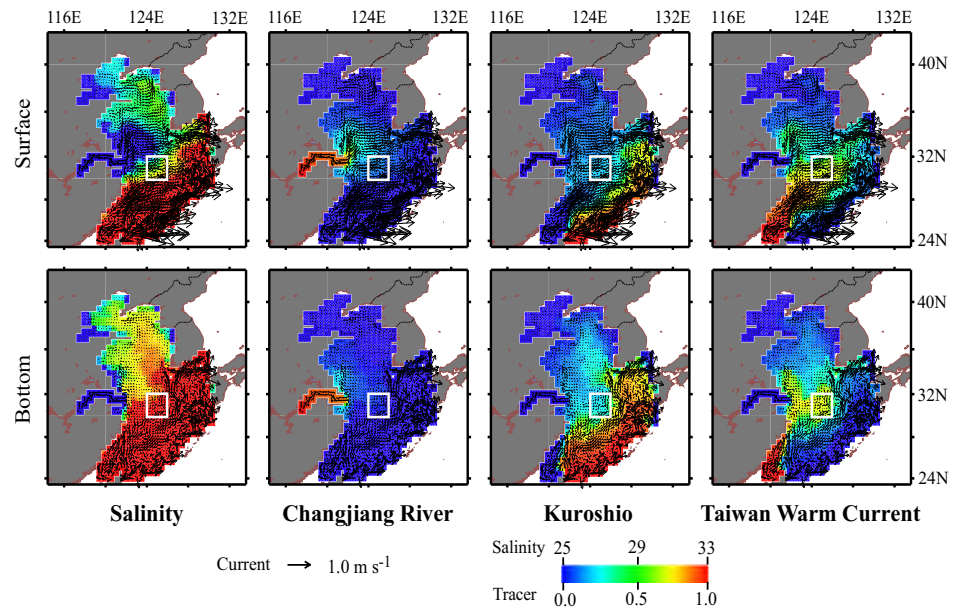 116E 124E 132E 116E 124E 132E 116E 124E 132E 116E 124E 132E
Surface
40N
32N
24N
Bottom
40N
32N
24N
Salinity Changjiang River Kuroshio Taiwan Warm Current
Current → 1.0 m s⁻¹
Salinity 25 29 33
Tracer 0.0 0.5 1.0